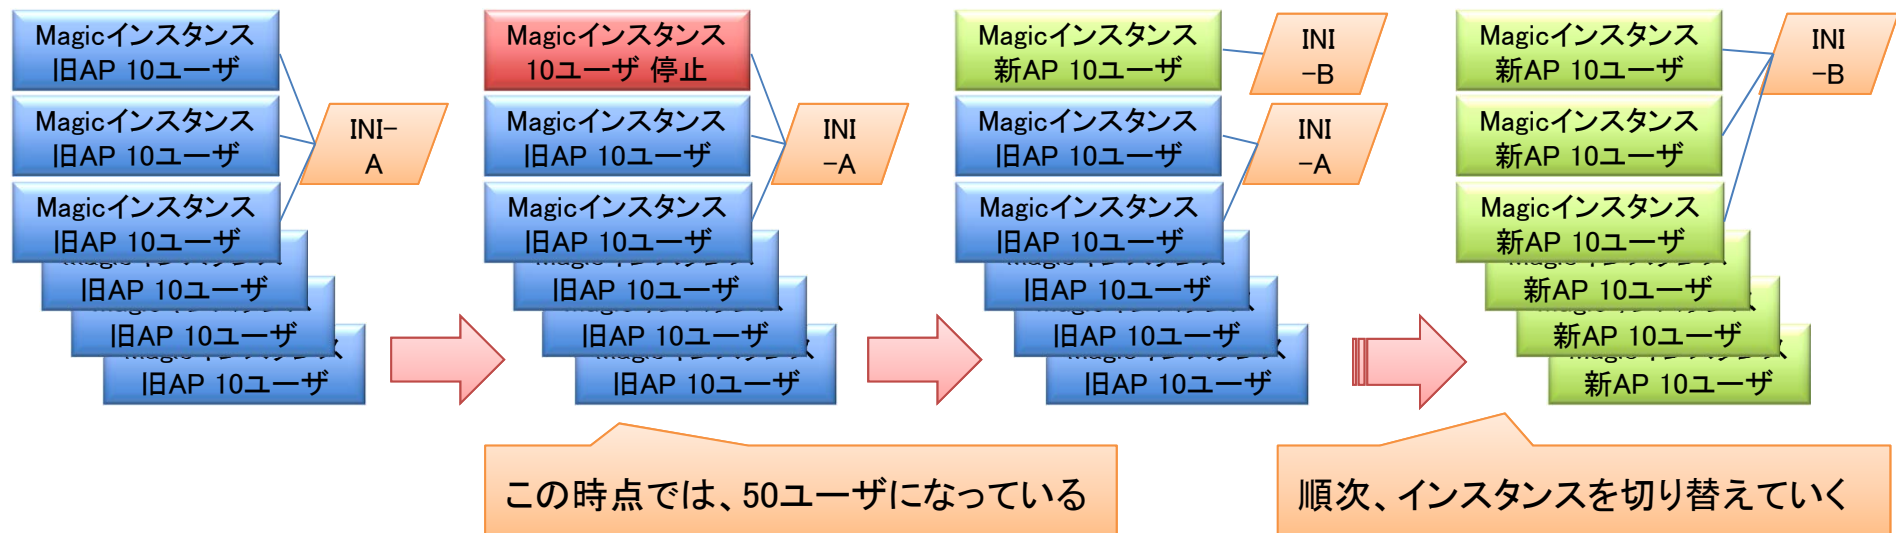 Magicインスタンス
旧AP 10ユーザ
Magicインスタンス
旧AP 10ユーザ
Magicインスタンス
旧AP 10ユーザ
旧AP 10ユーザ
旧AP 10ユーザ
旧AP 10ユーザ
INI-
A
Magicインスタンス
10ユーザ 停止
Magicインスタンス
旧AP 10ユーザ
Magicインスタンス
旧AP 10ユーザ
旧AP 10ユーザ
旧AP 10ユーザ
旧AP 10ユーザ
INI
-A
この時点では、50ユーザになっている
Magicインスタンス
新AP 10ユーザ
Magicインスタンス
旧AP 10ユーザ
Magicインスタンス
旧AP 10ユーザ
旧AP 10ユーザ
旧AP 10ユーザ
旧AP 10ユーザ
INI
-B
INI
-A
Magicインスタンス
新AP 10ユーザ
Magicインスタンス
新AP 10ユーザ
Magicインスタンス
新AP 10ユーザ
新AP 10ユーザ
新AP 10ユーザ
新AP 10ユーザ
INI
-B
順次、インスタンスを切り替えていく